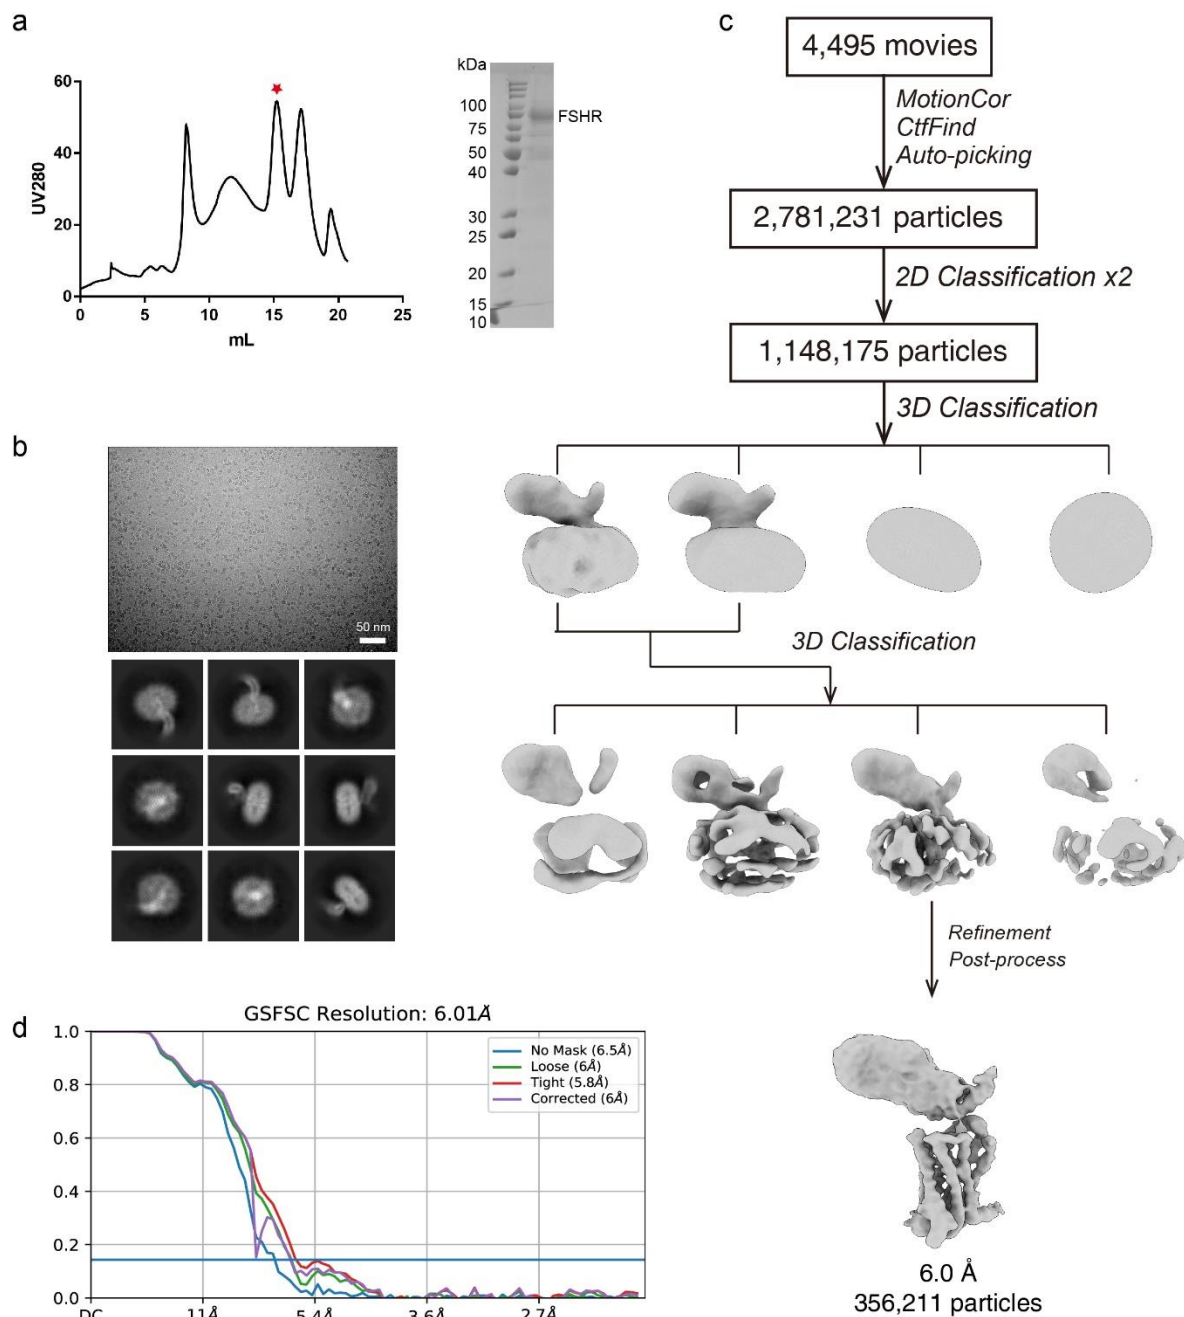 a
60
40
20
0
UV280
0
5
10
15
20
25
mL
kDa
100
75
50
40
30
25
20
15
10
FSHR
b
50 nm
c
4,495 movies
MotionCor
CtfFind
Auto-picking
2,781,231 particles
2D Classification x2
1,148,175 particles
3D Classification
3D Classification
Refinement
Post-process
6.0 Å
356,211 particles
d
GSFSC Resolution: 6.01Å
1.0
0.8
0.6
0.4
0.2
0.0
No Mask (6.5Å)
Loose (6Å)
Tight (5.8Å)
Corrected (6Å)
DC
11Å
5.4Å
3.6Å
2.7Å